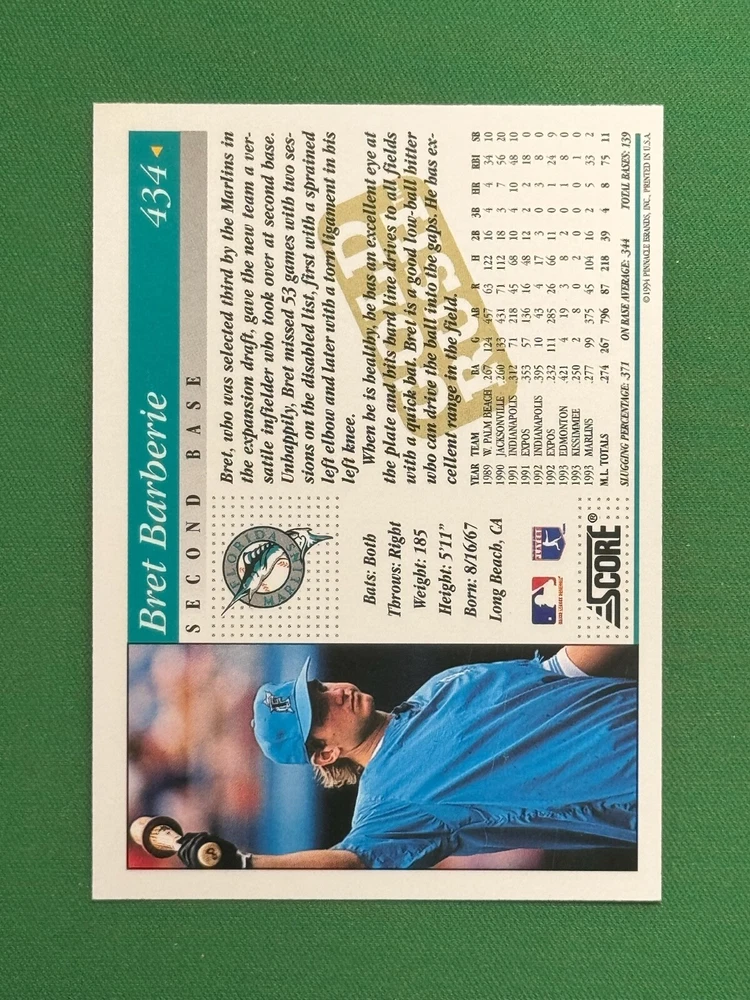 Bret Barberie 434
SECOND BASE
FLORIDA
MARLINS
Bret, who was selected third by the Marlins in
the expansion draft, gave the new team a ver-
satile infielder who took over at second base.
Unhappily, Bret missed 53 games with two ses-
sions on the disabled list, first with a sprained
left elbow and later with a torn ligament in his
left knee.
When he is healthy, he has an excellent eye at
the plate and hits hard line drives to all fields
with a quick bat. Bret is a good low-ball hitter
who can drive the ball into the gaps. He has ex-
cellent range in the field.
GOLD
RUSH
Bats: Both
Throws: Right
Weight: 185
Height: 5'11"
Born: 8/16/67
Long Beach, CA
SCORE®
YEAR TEAM BA G AB R H 2B 3B HR RBI SB
1989 W. PALM BEACH .267 124 457 63 122 16 4 4 34 10
1990 JACKSONVILLE .260 133 431 71 112 18 3 7 56 20
1991 INDIANAPOLIS .312 71 218 45 68 10 4 10 48 10
1991 EXPOS .353 57 136 16 48 12 2 2 18 0
1992 INDIANAPOLIS .395 10 43 4 17 3 0 3 8 0
1992 EXPOS .232 111 285 26 66 11 0 1 24 9
1993 EDMONTON .421 4 19 3 8 0 0 1 8 0
1993 KISSIMMEE .250 2 8 0 2 0 0 0 0 0
1993 MARLINS .277 99 375 45 104 16 2 5 33 2
M.L. TOTALS .274 267 796 87 218 39 4 8 75 11
SLUGGING PERCENTAGE: .371 ON BASE AVERAGE: .344 TOTAL BASES: 139
©1994 PINNACLE BRANDS, INC., PRINTED IN U.S.A.